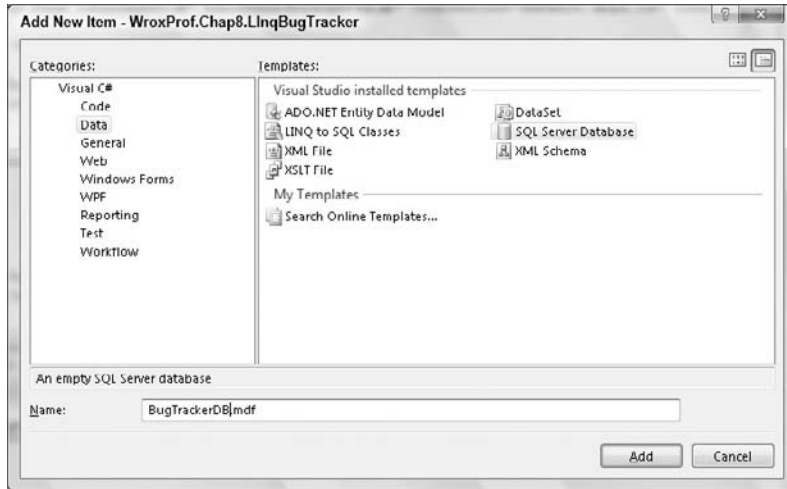 Add New Item - WroxProf.Chap8.LInqBugTracker
Categories:
Templates:
Visual C#
Code
Data
General
Web
Windows Forms
WPF
Reporting
Test
Workflow
Visual Studio installed templates
ADO.NET Entity Data Model
LINQ to SQL Classes
XML File
XSLT File
DataSet
SQL Server Database
XML Schema
My Templates
Search Online Templates...
An empty SQL Server database
Name:
BugTrackerDB.mdf
Add
Cancel